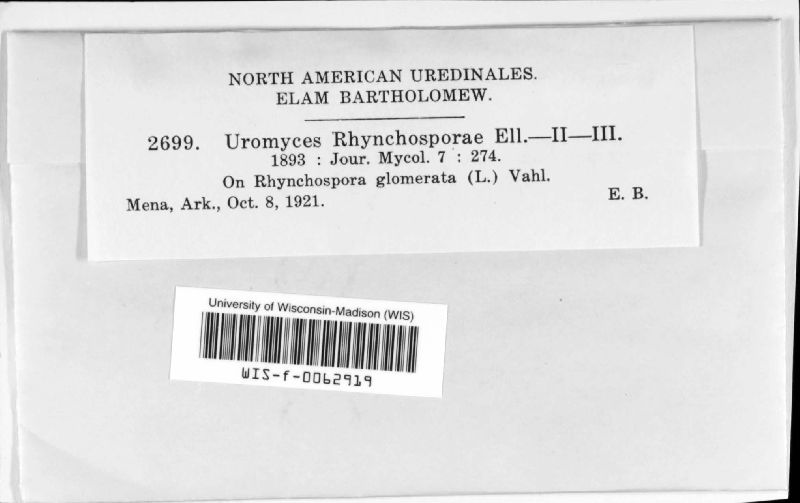 NORTH AMERICAN UREDINALES.
ELAM BARTHOLOMEW.
2699. Uromyces Rhynchosporae Ell.—II—III.
1893 : Jour. Mycol. 7 : 274.
On Rhynchospora glomerata (L.) Vahl.
Mena, Ark., Oct. 8, 1921. E. B.
University of Wisconsin-Madison (WIS)
WIS-f-0062919